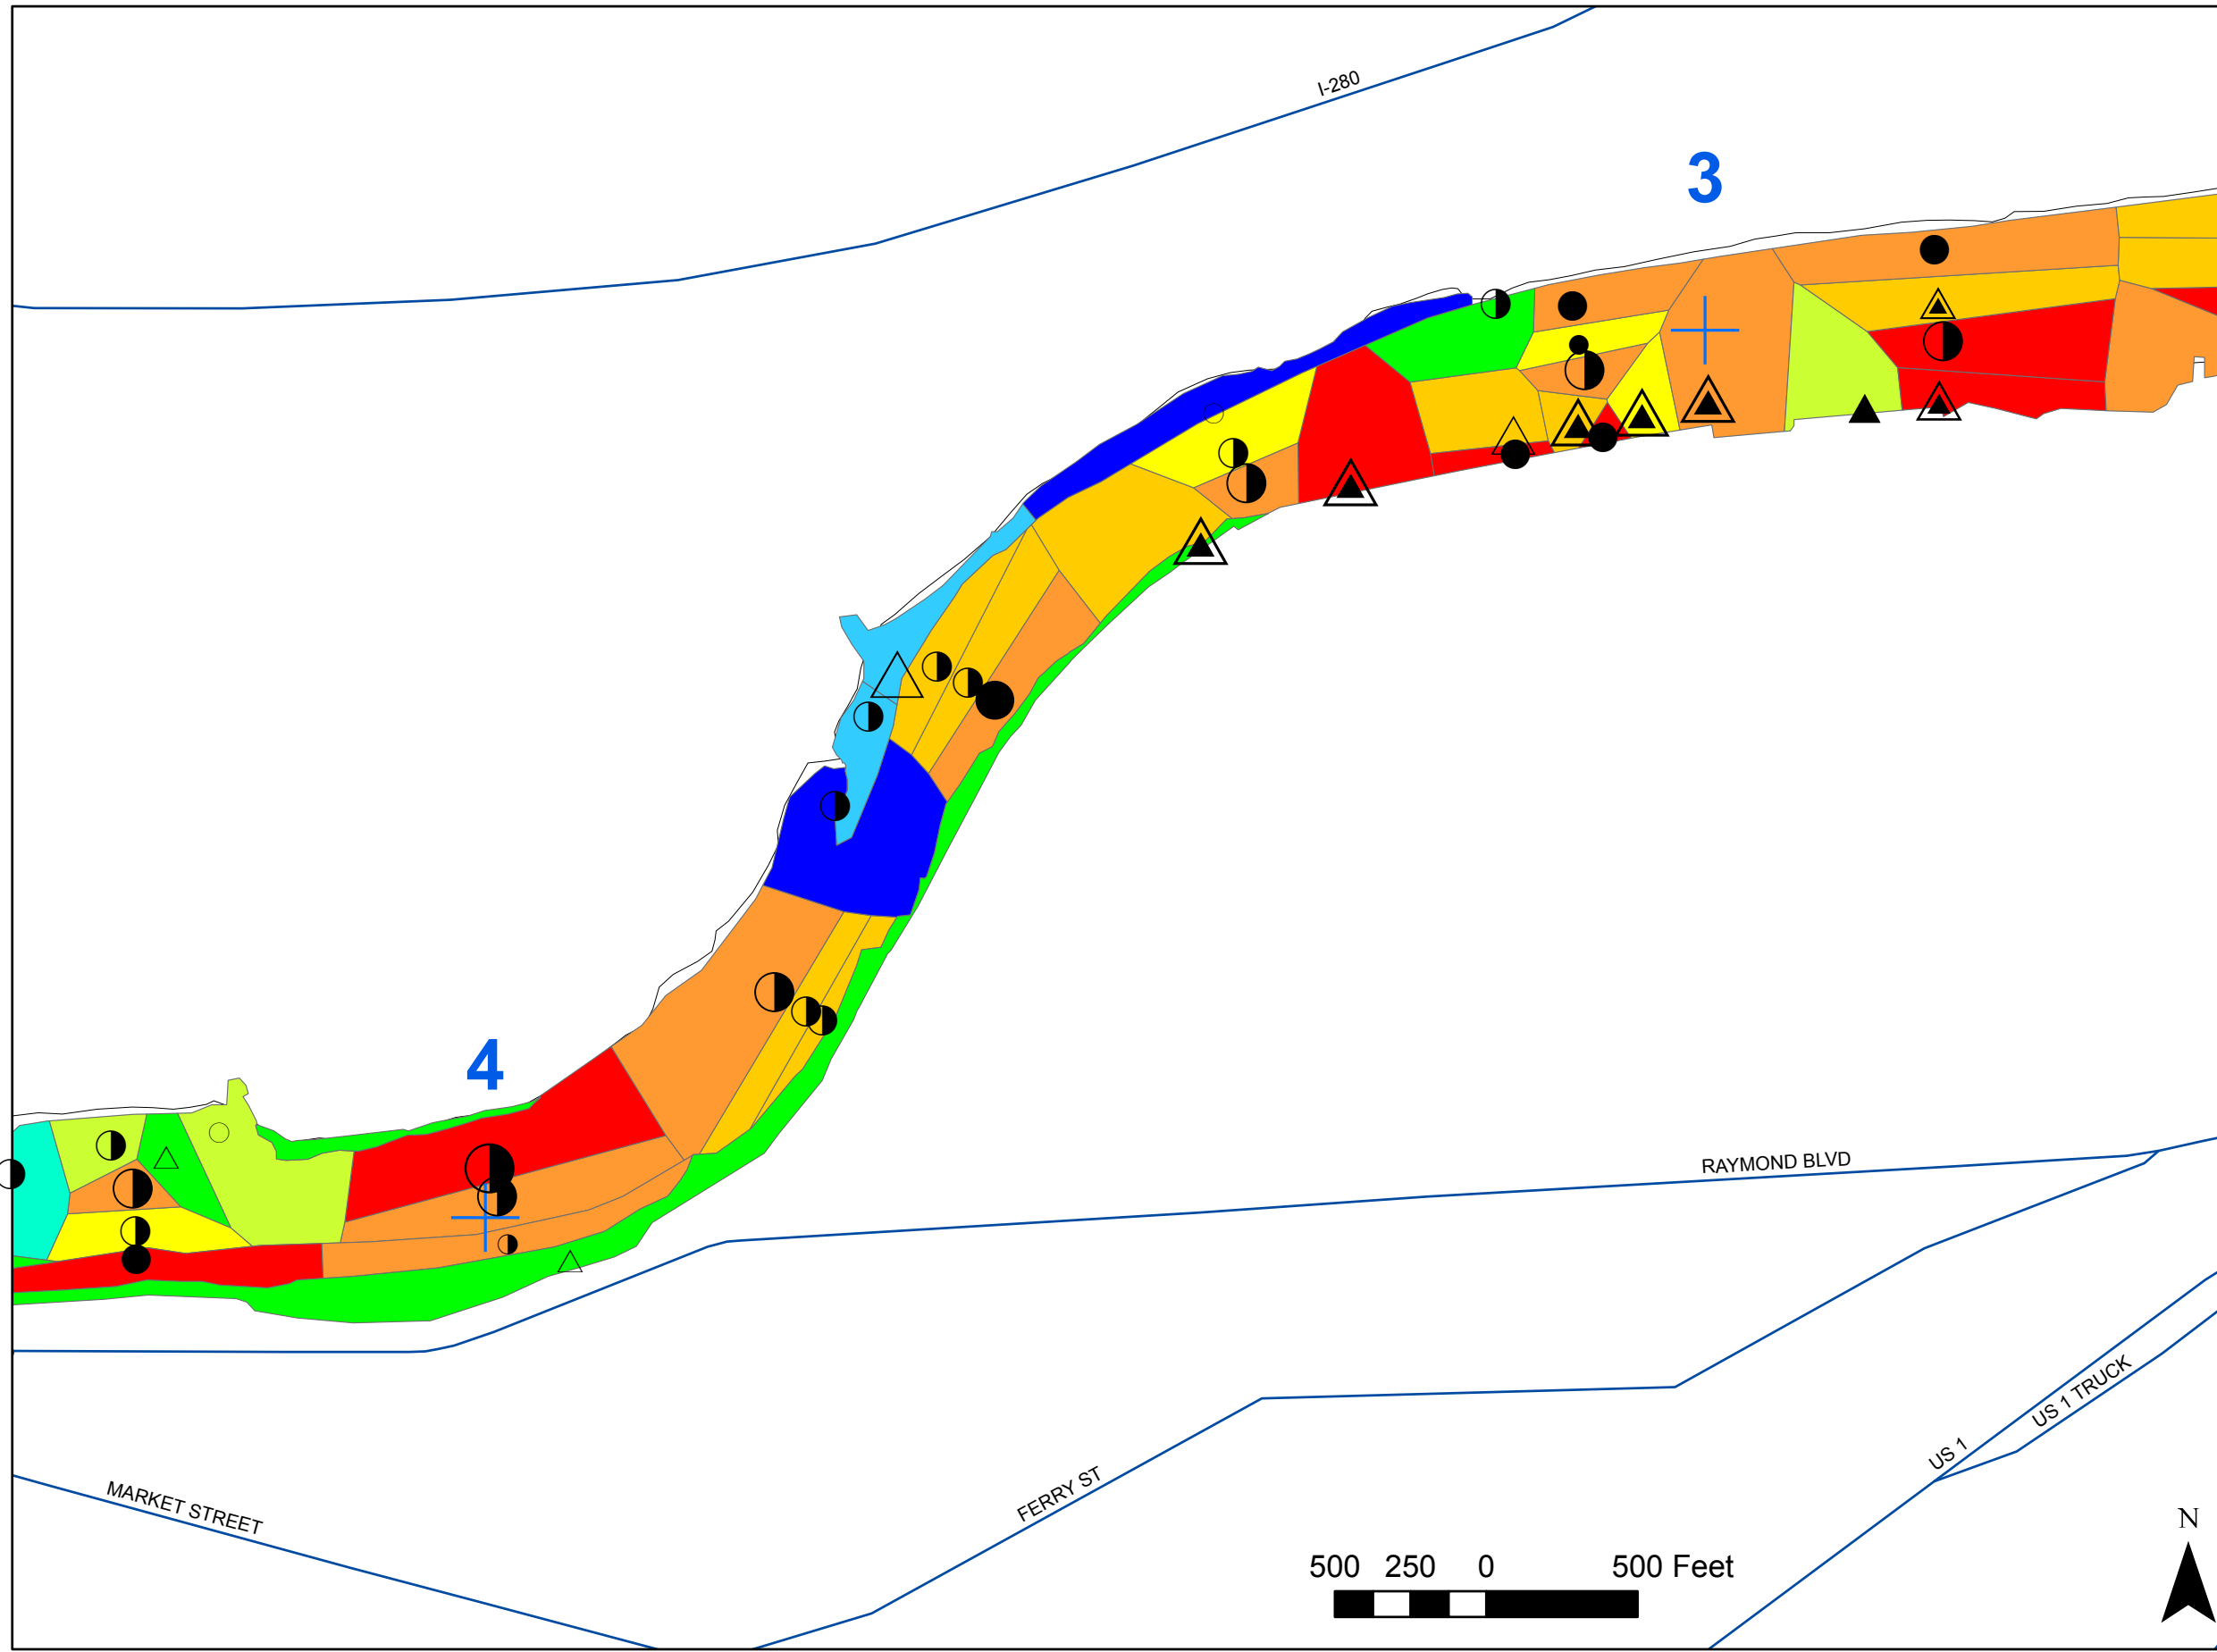 I-280
3
4
RAYMOND BLVD
US 1 TRUCK
US 1
FERRY ST
MARKET STREET
N
500 250 0 500 Feet